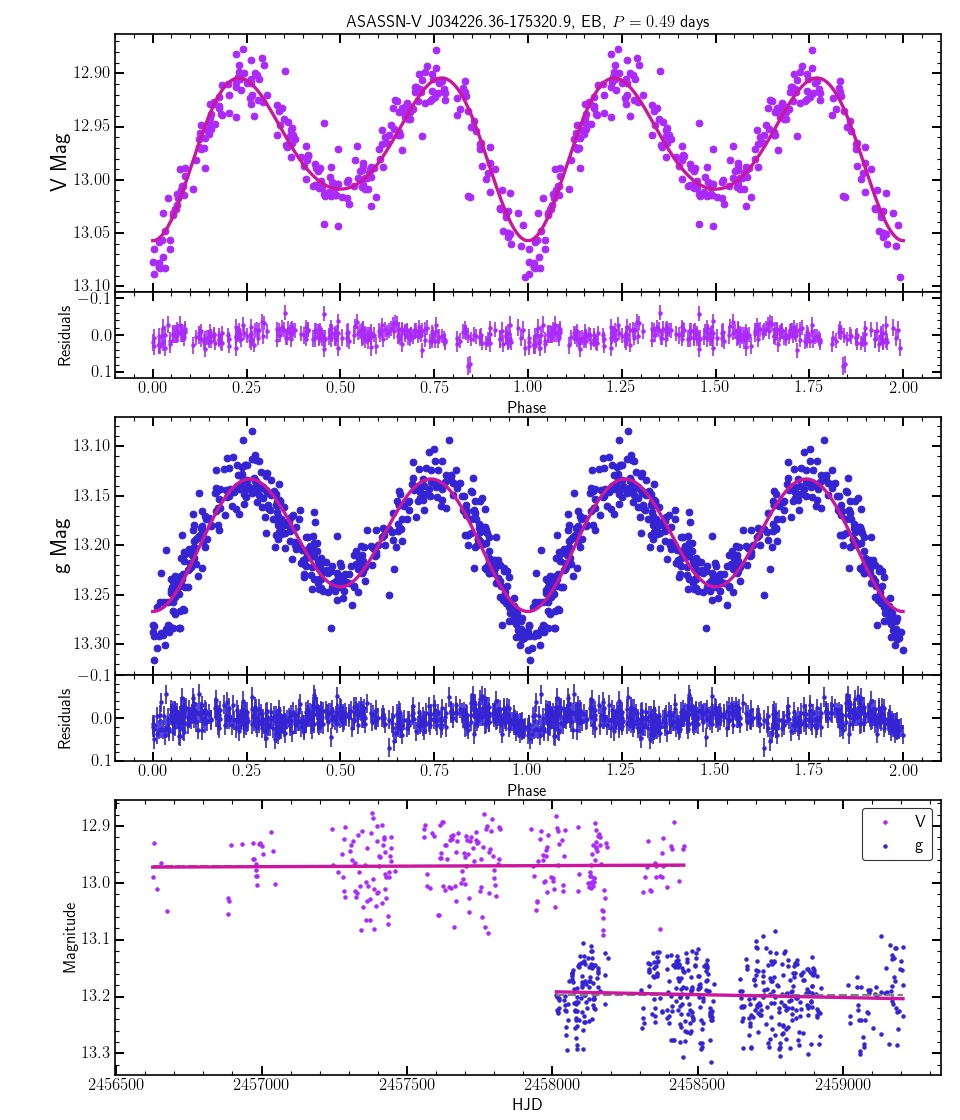 ASASSN-V J034226.36-175320.9, EB, P = 0.49 days
12.90
12.95
13.00
13.05
13.10
V Mag
−0.1
0.0
0.1
Residuals
0.00 0.25 0.50 0.75 1.00 1.25 1.50 1.75 2.00
Phase
13.10
13.15
13.20
13.25
13.30
g Mag
−0.1
0.0
0.1
Residuals
0.00 0.25 0.50 0.75 1.00 1.25 1.50 1.75 2.00
Phase
V
g
12.9
13.0
13.1
13.2
13.3
Magnitude
2456500 2457000 2457500 2458000 2458500 2459000
HJD